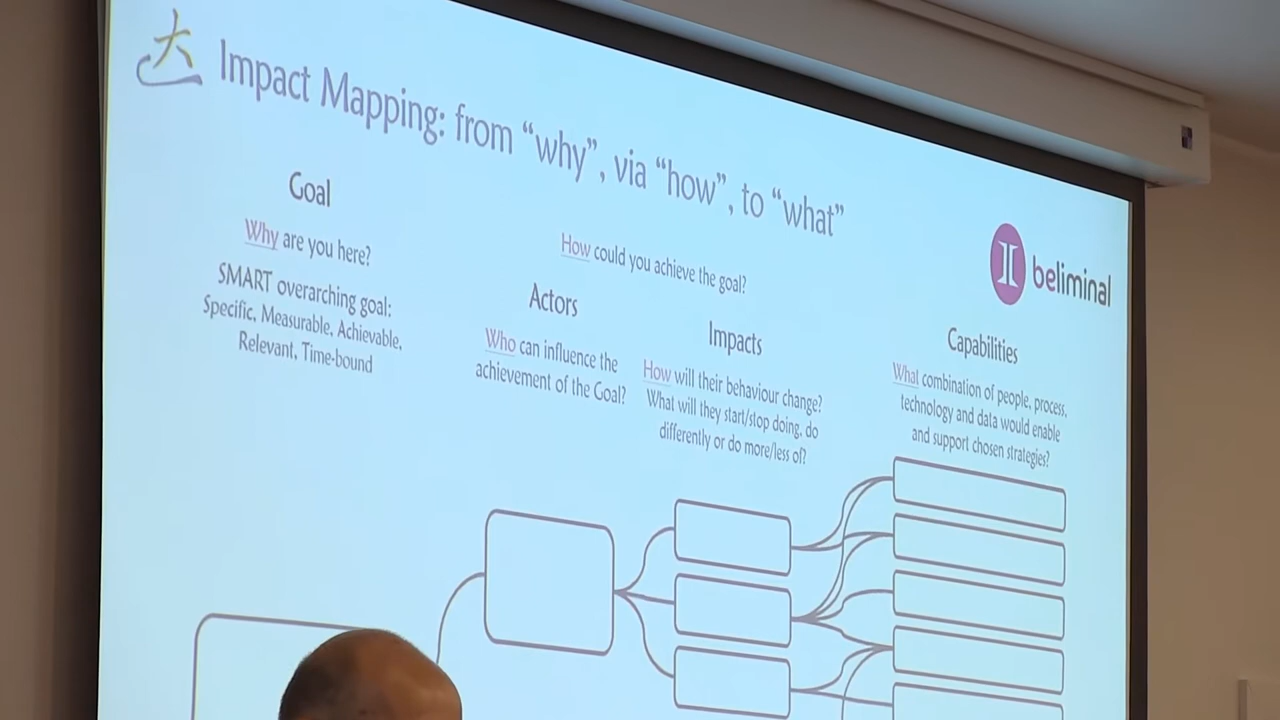 大
Impact Mapping: from “why”, via “how”, to “what”
Goal
Why are you here?
SMART overarching goal:
Specific, Measurable, Achievable,
Relevant, Time-bound
How could you achieve the goal?
Actors
Who can influence the
achievement of the Goal?
Impacts
How will their behaviour change?
What will they start/stop doing, do
differently or do more/less of?
beliminal
Capabilities
What combination of people, process,
technology and data would enable
and support chosen strategies?